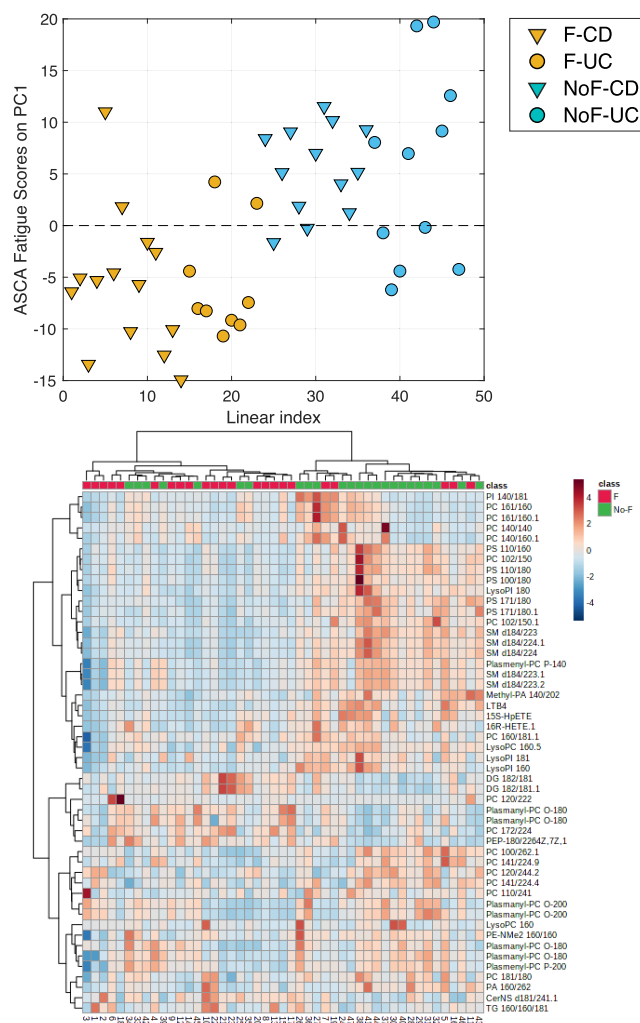 20
15
10
5
0
-5
-10
-15
0
10
20
30
40
50
ASCA Fatigue Scores on PC1
Linear index
F-CD
F-UC
NoF-CD
NoF-UC
class
PI 140/181
PC 161/160
PC 161/160.1
PC 140/140
PC 140/160.1
PS 110/160
PC 102/150
PS 110/180
PS 100/180
LysoPI 180
PS 171/180
PS 171/180.1
PC 102/150.1
SM d184/223
SM d184/224.1
SM d184/224
Plasmenyl-PC P-140
SM d184/223.1
SM d184/223.2
Methyl-PA 140/202
LTB4
15S-HpETE
16R-HETE.1
PC 160/181.1
LysoPC 160.5
LysoPI 181
LysoPI 160
DG 182/181
DG 182/181.1
PC 120/222
Plasmanyl-PC O-180
Plasmanyl-PC O-180
PC 172/224
PEP-180/2264Z,7Z,1
PC 100/262.1
PC 141/224.9
PC 120/244.2
PC 141/224.4
PC 110/241
Plasmanyl-PC O-200
Plasmanyl-PC O-200
LysoPC 160
PE-NMe2 160/160
Plasmanyl-PC O-180
Plasmanyl-PC O-180
Plasmenyl-PC P-200
PC 181/180
PA 160/262
CerNS d181/241.1
TG 160/160/181
4
2
0
-2
-4
class
F
No-F